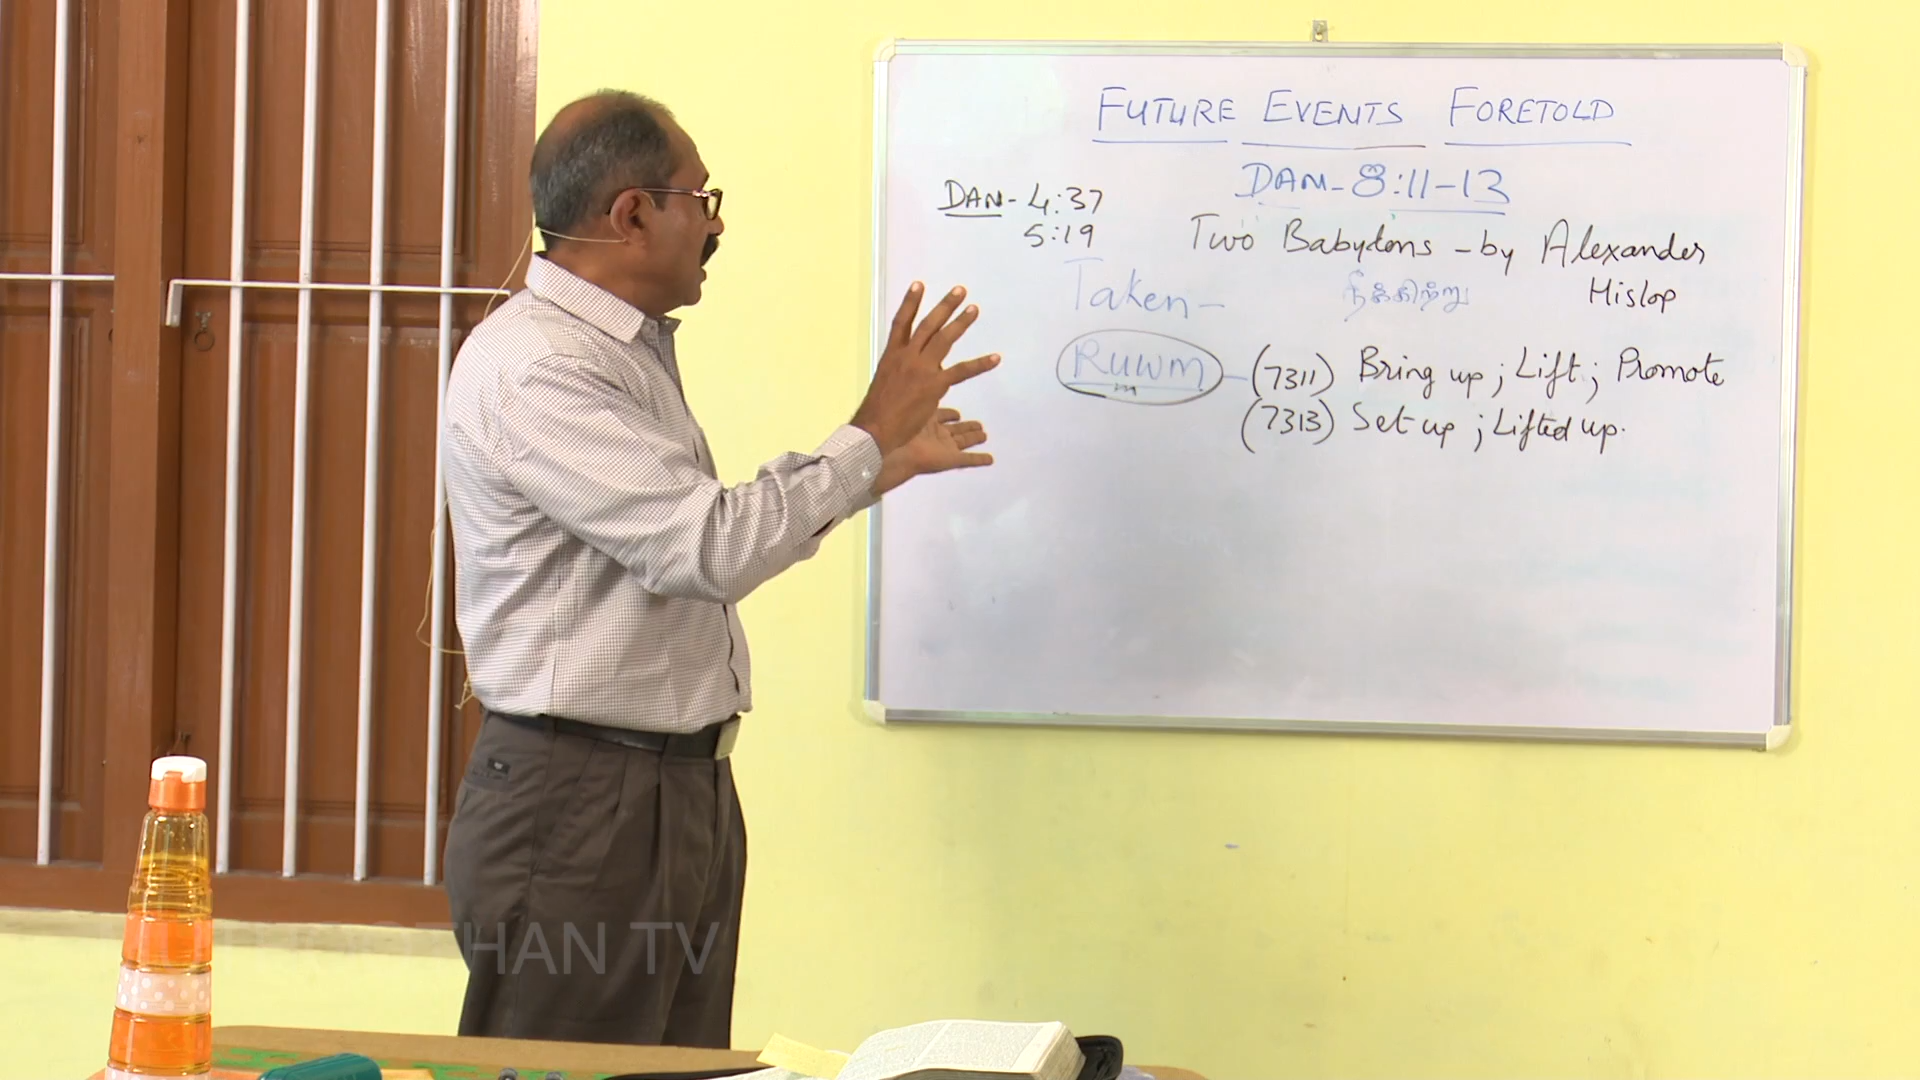 FUTURE EVENTS FORETOLD
DAN-8:11-13
DAN-4:37
5:19
Two Babylons - by Alexander
Hislop
Taken -
நீக்கிற்று
RUWM - (7311) Bring up ; Lift ; Promote
(7313) Set up ; Lifted up.
THAN TV